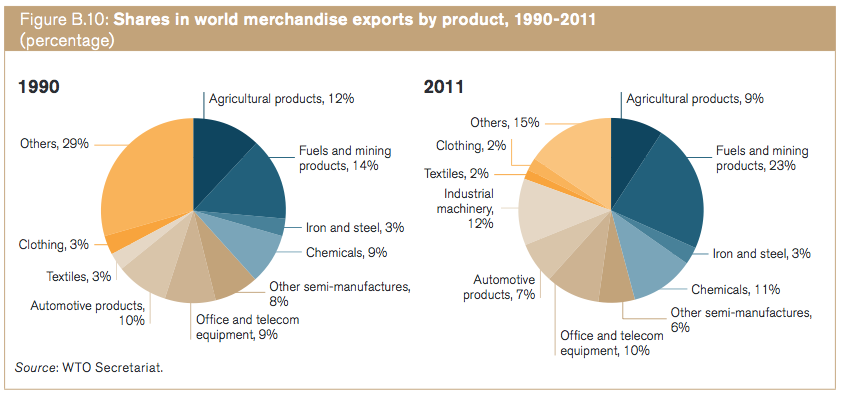 Figure B.10: Shares in world merchandise exports by product, 1990-2011
(percentage)
1990
Agricultural products, 12%
Others, 29%
Fuels and mining
products, 14%
Iron and steel, 3%
Clothing, 3%
Chemicals, 9%
Textiles, 3%
Other semi-manufactures,
8%
Automotive products,
10%
Office and telecom
equipment, 9%
2011
Agricultural products, 9%
Others, 15%
Clothing, 2%
Fuels and mining
products, 23%
Textiles, 2%
Industrial
machinery,
12%
Iron and steel, 3%
Automotive
products, 7%
Chemicals, 11%
Other semi-manufactures,
6%
Office and telecom
equipment, 10%
Source: WTO Secretariat.